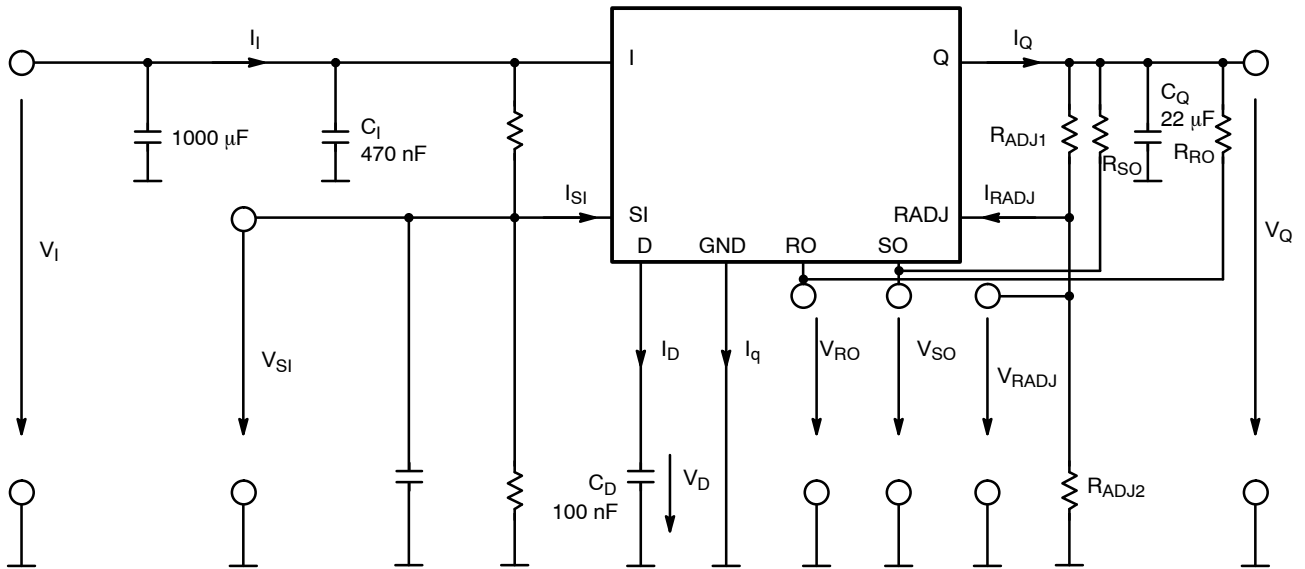 I_I
I_Q
I
Q
1000 μF
C_I
470 nF
R_ADJ1
R_SO
C_Q
22 μF
R_RO
I_SI
I_RADJ
SI
RADJ
D
GND
RO
SO
V_I
V_Q
V_SI
I_D
I_q
V_RO
V_SO
V_RADJ
C_D
100 nF
V_D
R_ADJ2